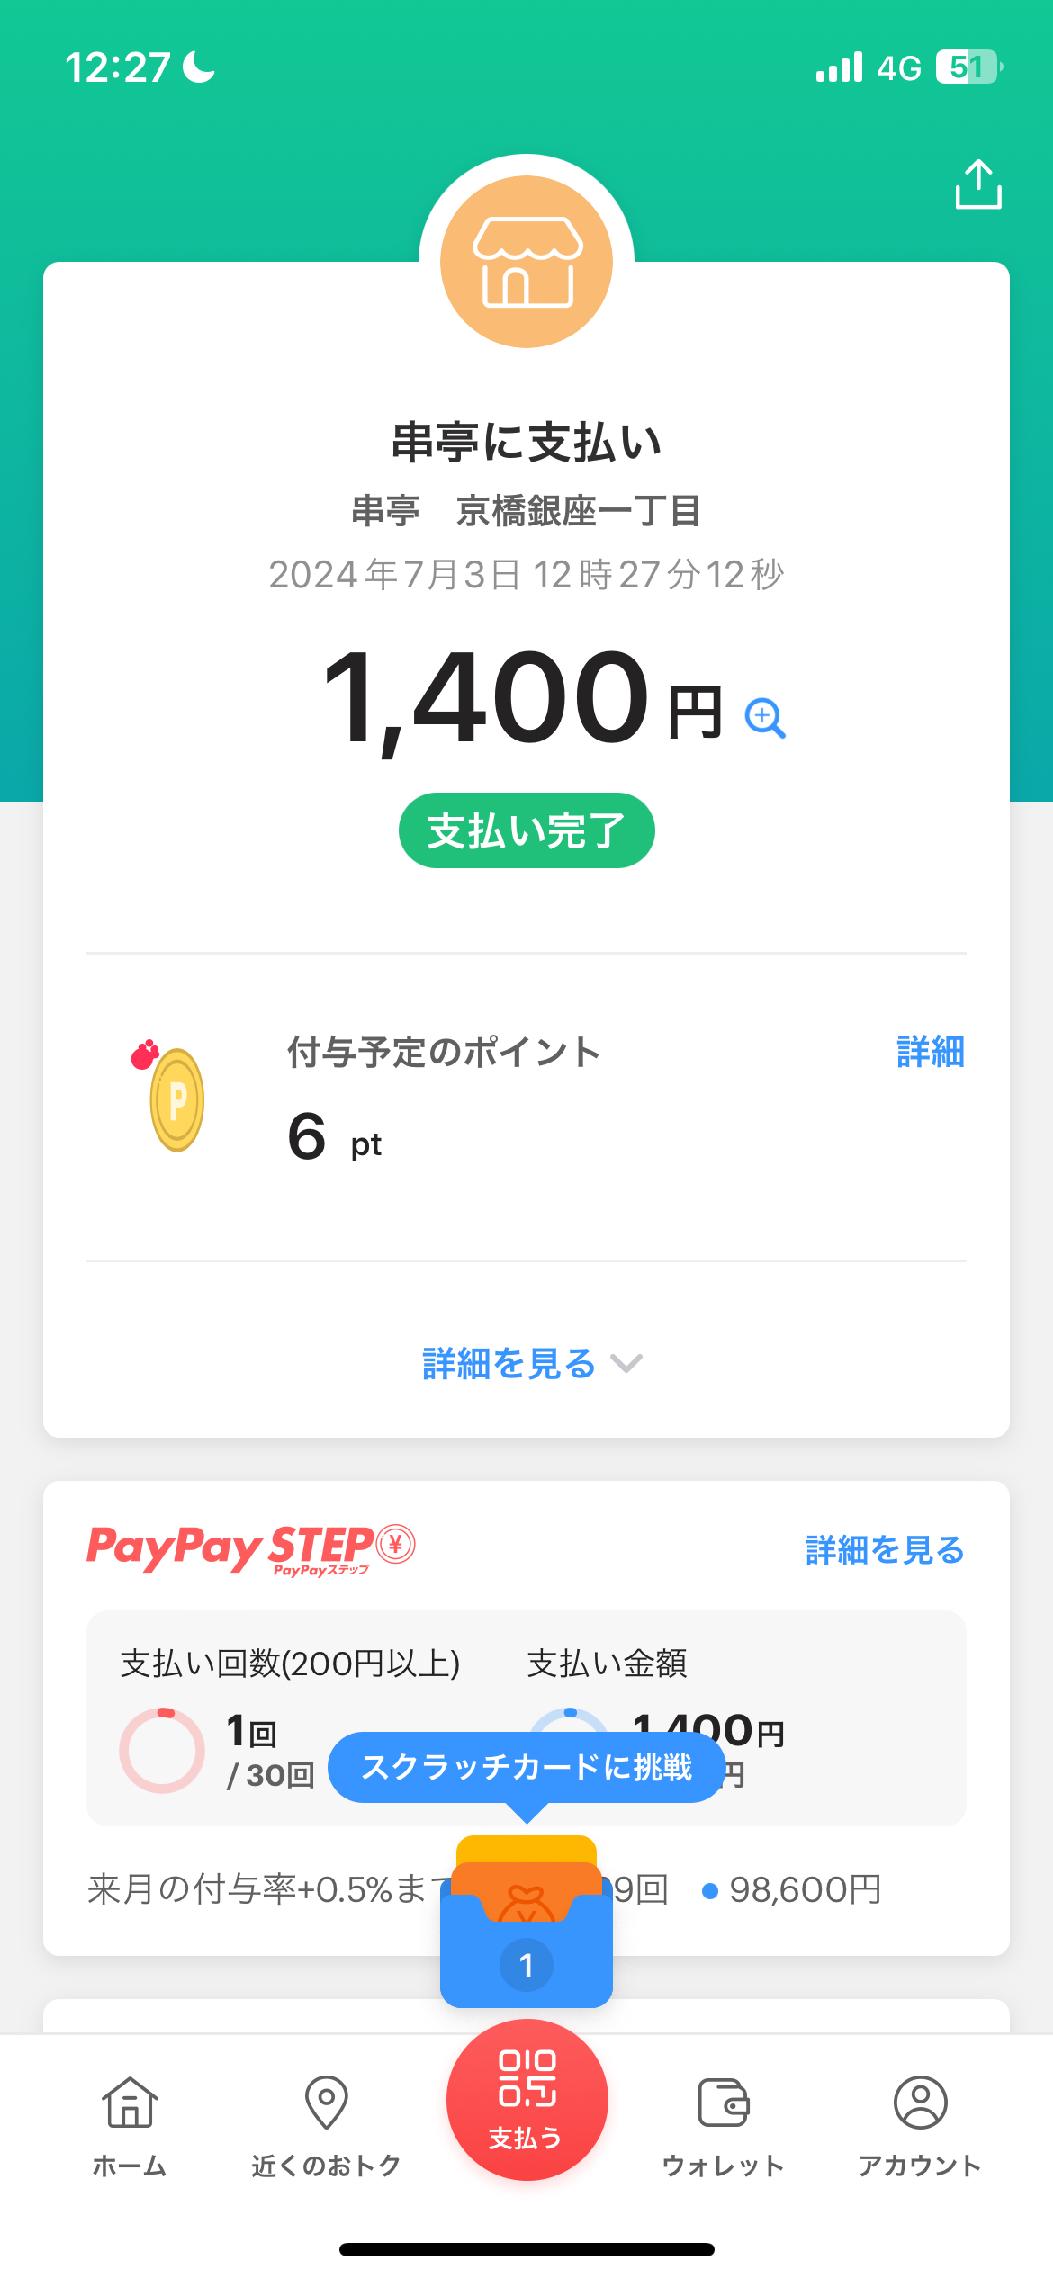 12:27 4G 51
串亭に支払い
串亭　京橋銀座一丁目
2024年7月3日 12時27分12秒
1,400 円
支払い完了
付与予定のポイント 詳細
P
6 pt
詳細を見る
PayPay STEP ¥
PayPayステップ
詳細を見る
支払い回数(200円以上) 支払い金額
1回 1,400円
/ 30回 円
スクラッチカードに挑戦
来月の付与率+0.5%まで 9回 98,600円
1
支払う
ホーム 近くのおトク ウォレット アカウント